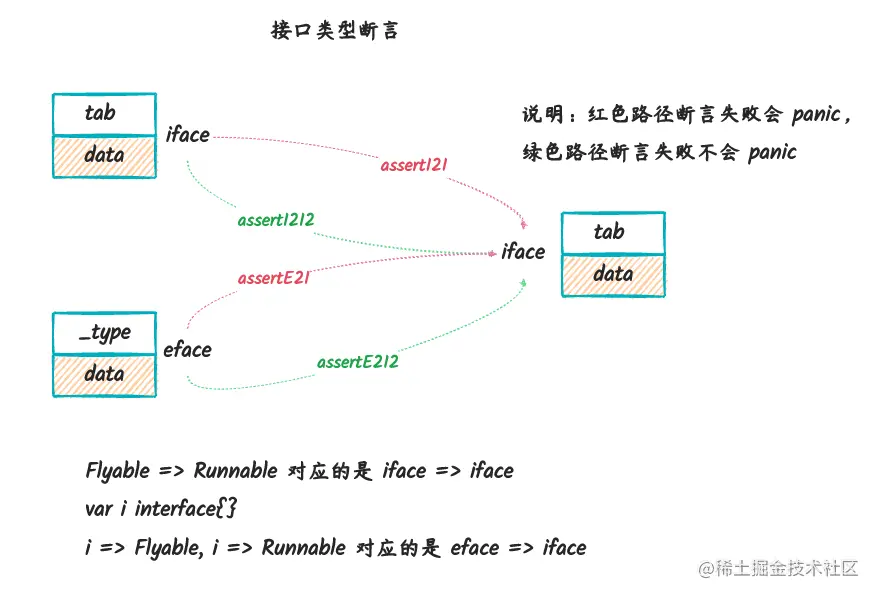 接口类型断言
tab
data
iface
assertI2I
说明：红色路径断言失败会 panic，
绿色路径断言失败不会 panic
assertI2I2
iface
tab
data
assertE2I
_type
data
eface
assertE2I2
Flyable => Runnable 对应的是 iface => iface
var i interface{}
i => Flyable, i => Runnable 对应的是 eface => iface
@稀土掘金技术社区